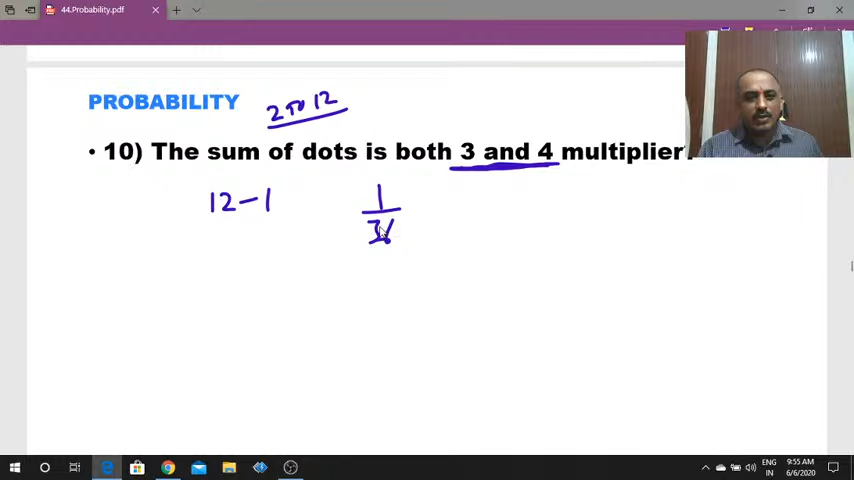 44.Probability.pdf
PROBABILITY
2 TO 12
• 10) The sum of dots is both 3 and 4 multiplier?
12-1
1
36
ENG
IN
9:55 AM
6/6/2020